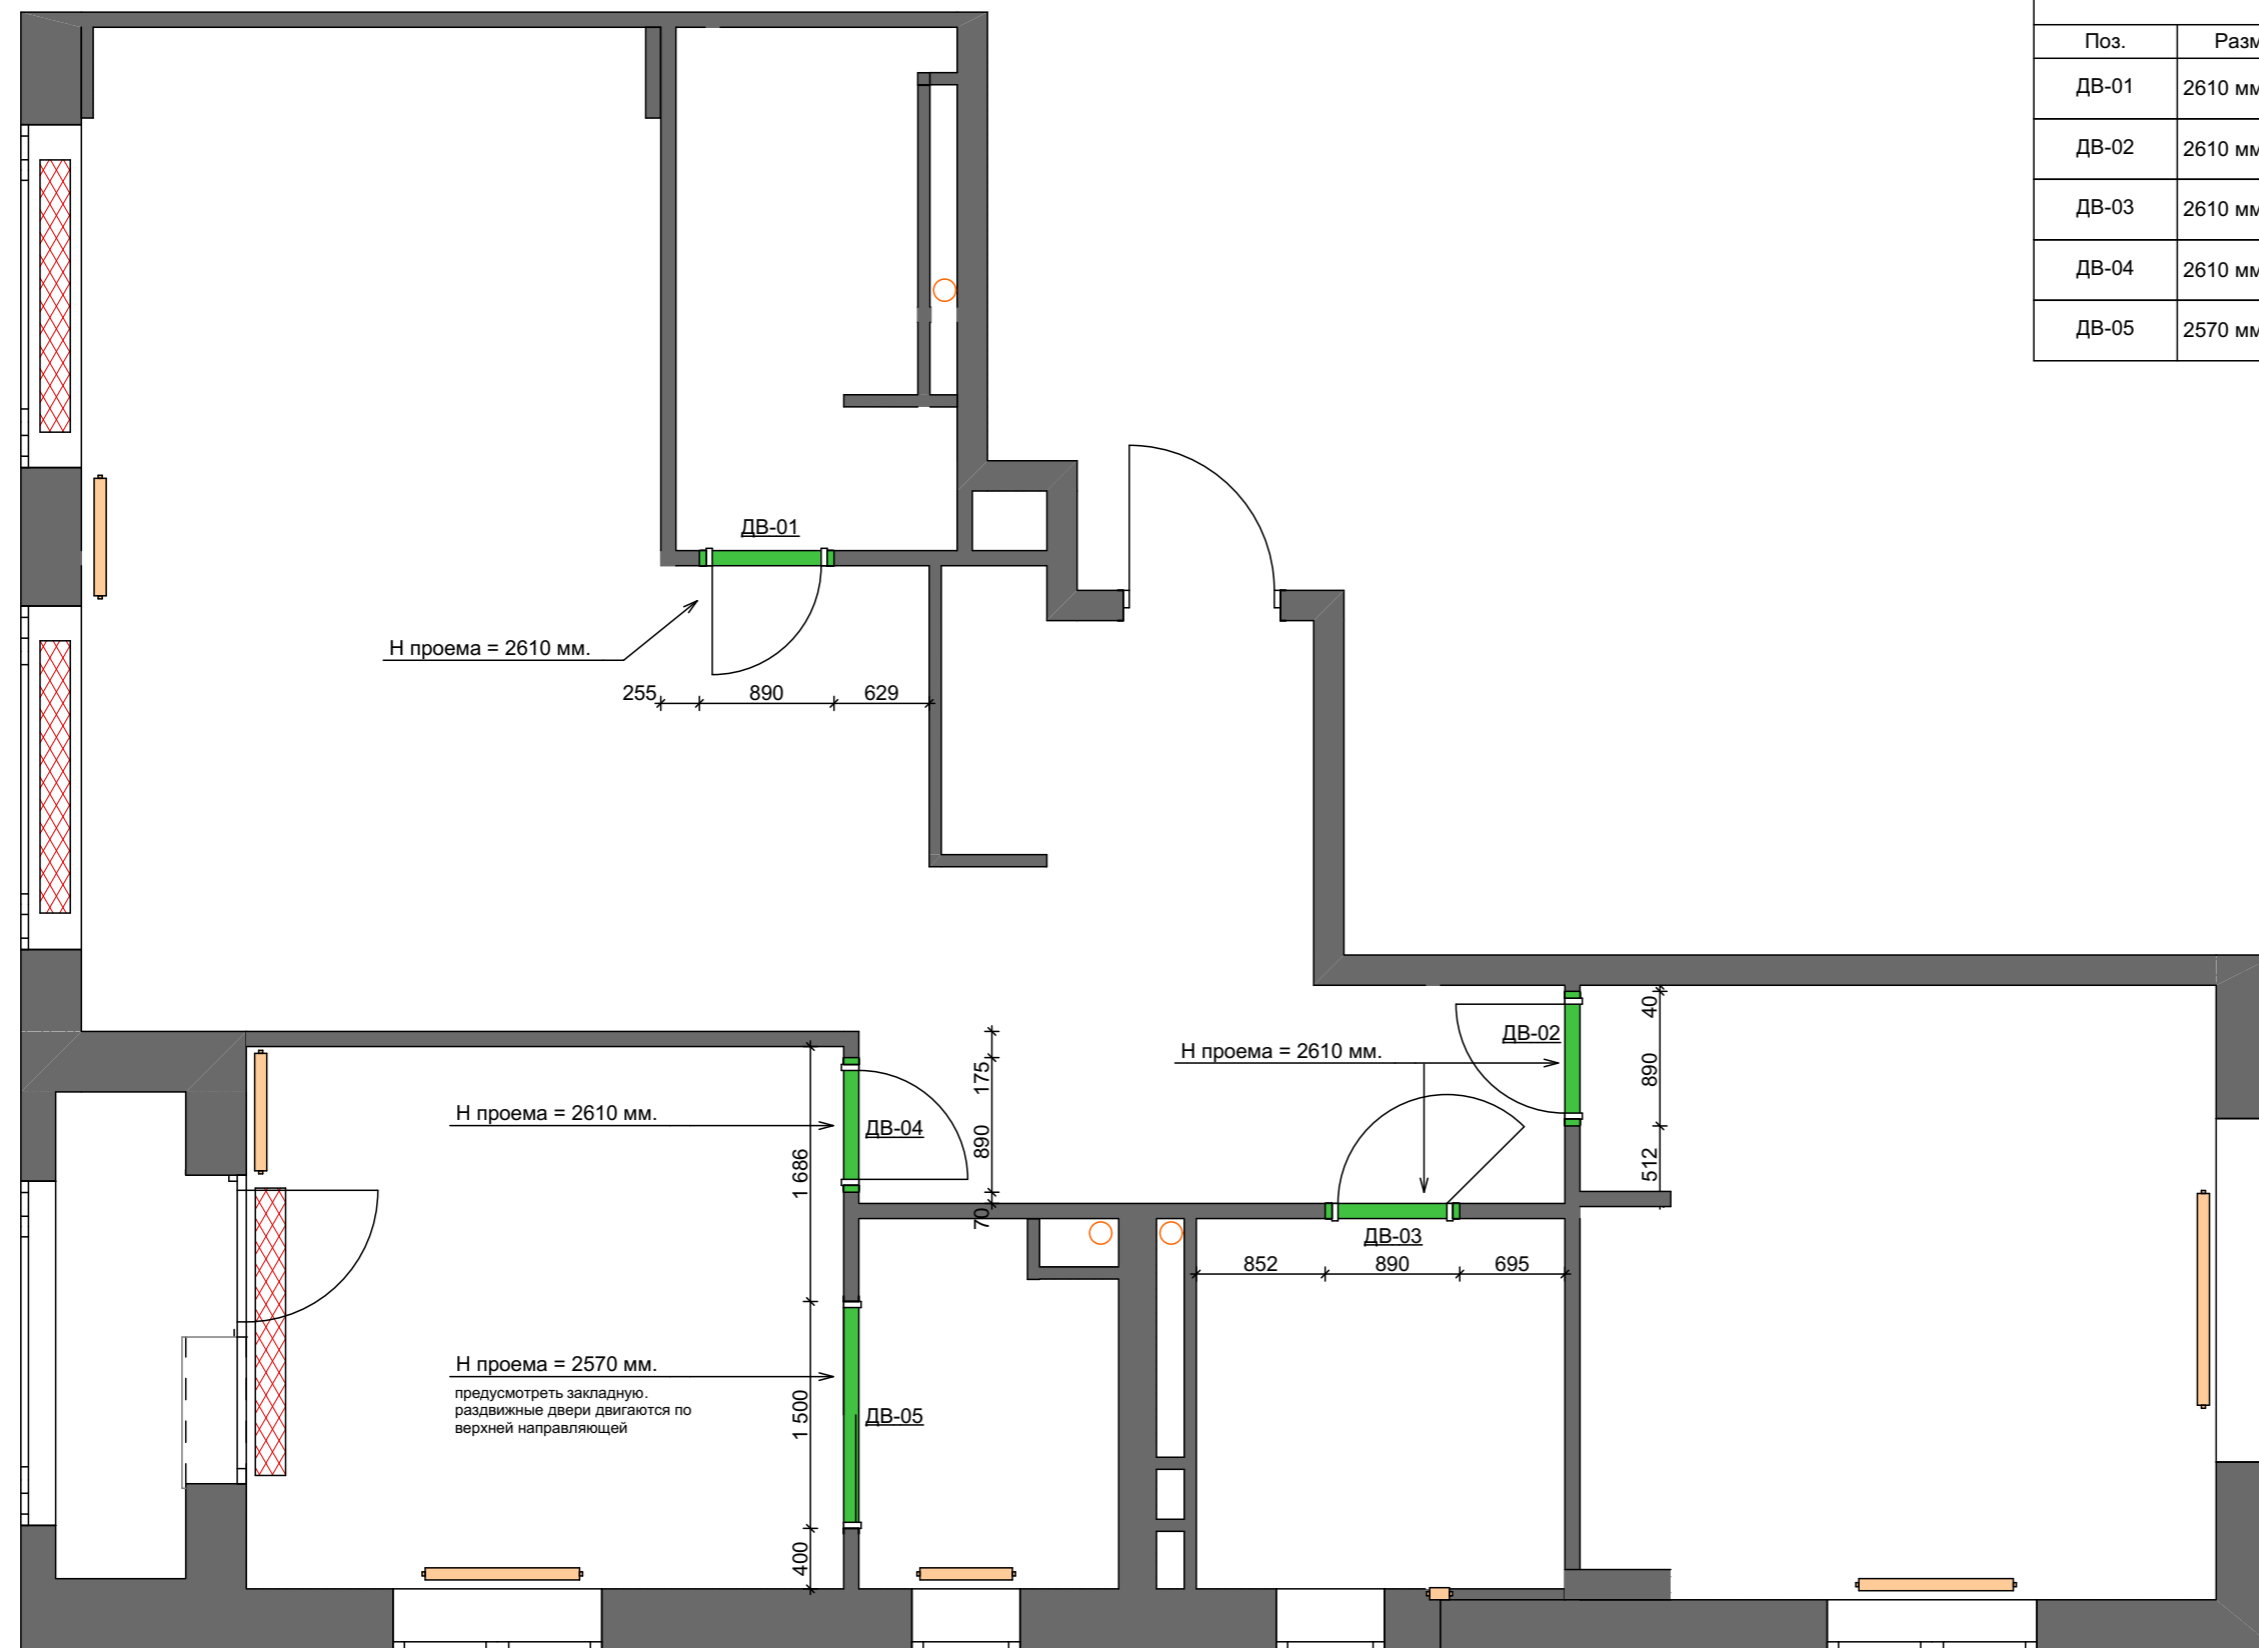 Поз. Разм
ДВ-01 2610 мм
ДВ-02 2610 мм
ДВ-03 2610 мм
ДВ-04 2610 мм
ДВ-05 2570 мм
ДВ-01
Н проема = 2610 мм.
255 890 629
ДВ-02
Н проема = 2610 мм.
40
890
512
175
890
70
Н проема = 2610 мм.
ДВ-04
1 686
ДВ-03
852 890 695
Н проема = 2570 мм.
предусмотреть закладную.
раздвижные двери двигаются по
верхней направляющей
1 500
ДВ-05
400